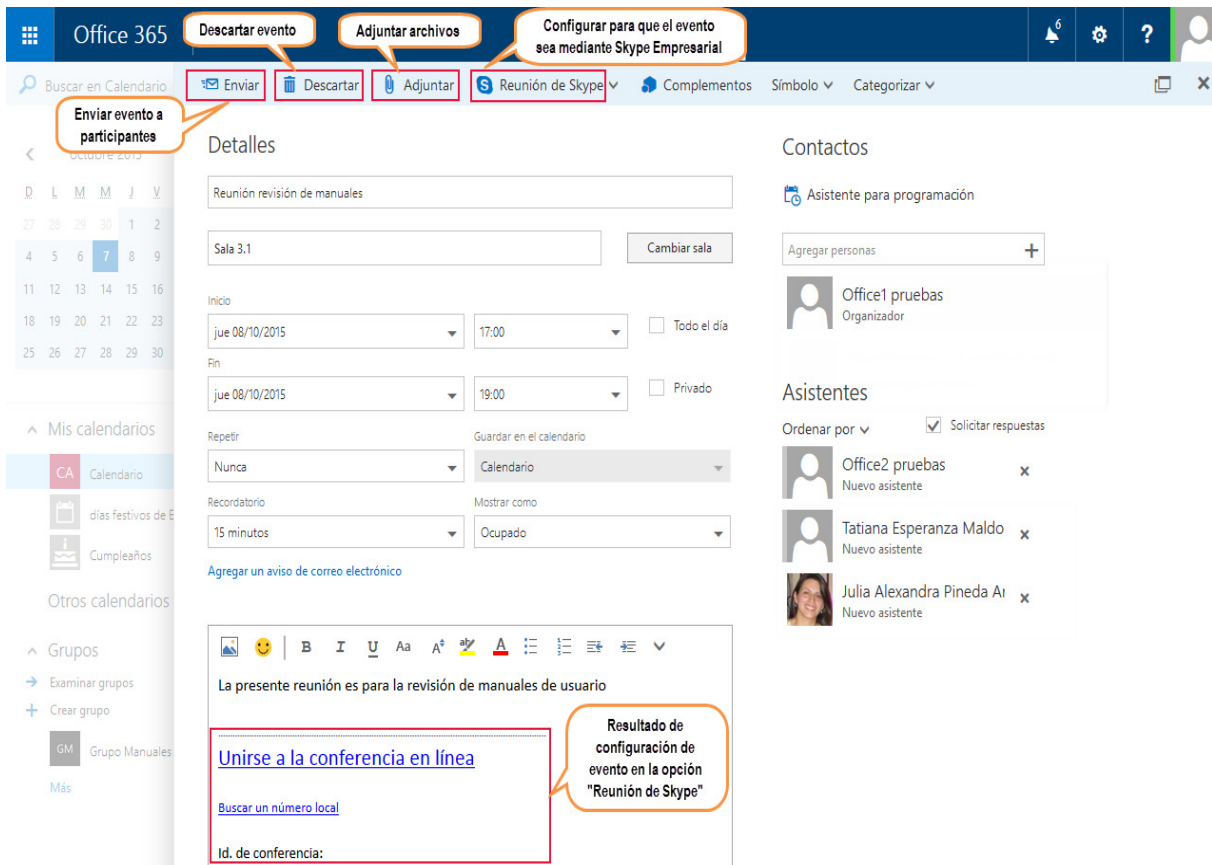 Office 365
Descartar evento
Adjuntar archivos
Configurar para que el evento
sea mediante Skype Empresarial
6
?
Buscar en Calendario
Enviar
Descartar
Adjuntar
Reunión de Skype
Complementos
Símbolo
Categorizar
Enviar evento a
participantes
octubre 2015
D L M M J V
27 28 29 30 1 2
4 5 6 7 8 9
11 12 13 14 15 16
18 19 20 21 22 23
25 26 27 28 29 30
Mis calendarios
CA Calendario
días festivos de E
Cumpleaños
Otros calendarios
Grupos
Examinar grupos
Crear grupo
GM Grupo Manuales
Más
Detalles
Reunión revisión de manuales
Sala 3.1
Cambiar sala
Inicio
jue 08/10/2015
17:00
Todo el día
Fin
jue 08/10/2015
19:00
Privado
Repetir
Guardar en el calendario
Nunca
Calendario
Recordatorio
Mostrar como
15 minutos
Ocupado
Agregar un aviso de correo electrónico
B I U Aa A aby A
La presente reunión es para la revisión de manuales de usuario
Unirse a la conferencia en línea
Buscar un número local
Id. de conferencia:
Resultado de
configuración de
evento en la opción
"Reunión de Skype"
Contactos
Asistente para programación
Agregar personas
Office1 pruebas
Organizador
Asistentes
Ordenar por
Solicitar respuestas
Office2 pruebas
Nuevo asistente
Tatiana Esperanza Maldo
Nuevo asistente
Julia Alexandra Pineda Ar
Nuevo asistente